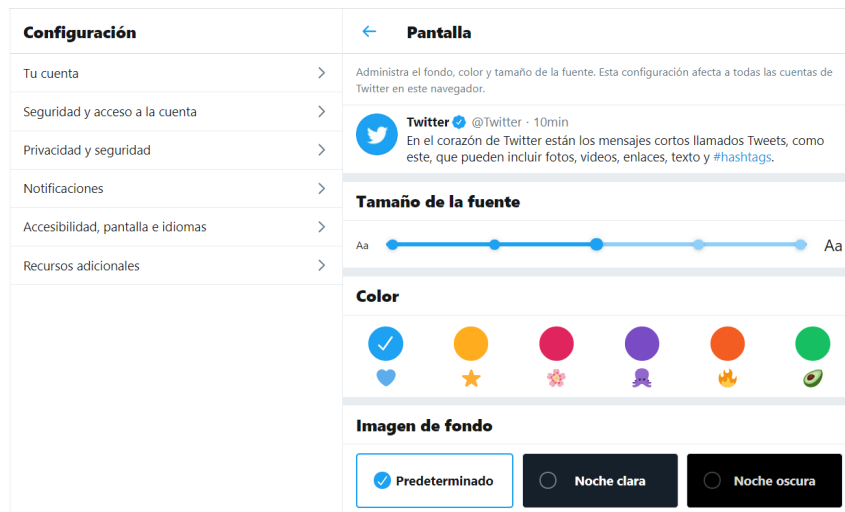 Configuración
Tu cuenta
Seguridad y acceso a la cuenta
Privacidad y seguridad
Notificaciones
Accesibilidad, pantalla e idiomas
Recursos adicionales
Pantalla
Administra el fondo, color y tamaño de la fuente. Esta configuración afecta a todas las cuentas de
Twitter en este navegador.
Twitter @Twitter · 10min
En el corazón de Twitter están los mensajes cortos llamados Tweets, como
este, que pueden incluir fotos, videos, enlaces, texto y #hashtags.
Tamaño de la fuente
Aa Aa
Color
Imagen de fondo
Predeterminado Noche clara Noche oscura